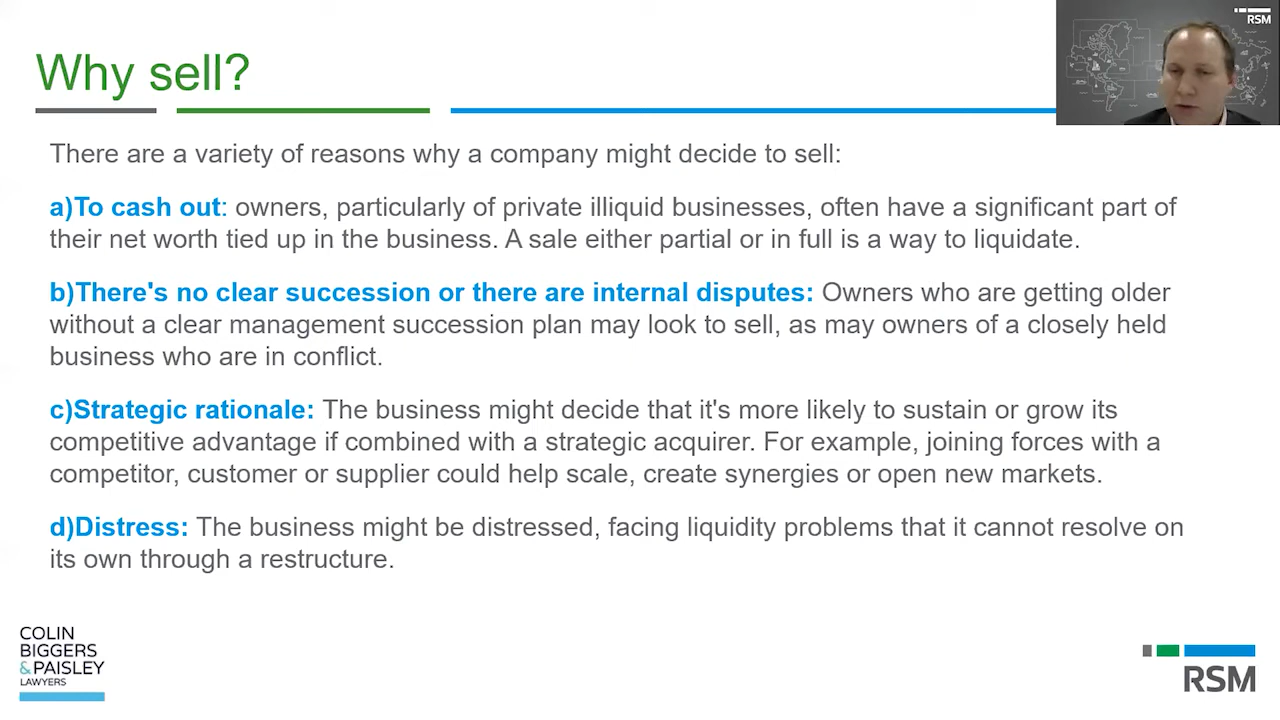 RSM
Why sell?
There are a variety of reasons why a company might decide to sell:
a)To cash out: owners, particularly of private illiquid businesses, often have a significant part of
their net worth tied up in the business. A sale either partial or in full is a way to liquidate.
b)There's no clear succession or there are internal disputes: Owners who are getting older
without a clear management succession plan may look to sell, as may owners of a closely held
business who are in conflict.
c)Strategic rationale: The business might decide that it's more likely to sustain or grow its
competitive advantage if combined with a strategic acquirer. For example, joining forces with a
competitor, customer or supplier could help scale, create synergies or open new markets.
d)Distress: The business might be distressed, facing liquidity problems that it cannot resolve on
its own through a restructure.
COLIN
BIGGERS
&PAISLEY
LAWYERS
RSM